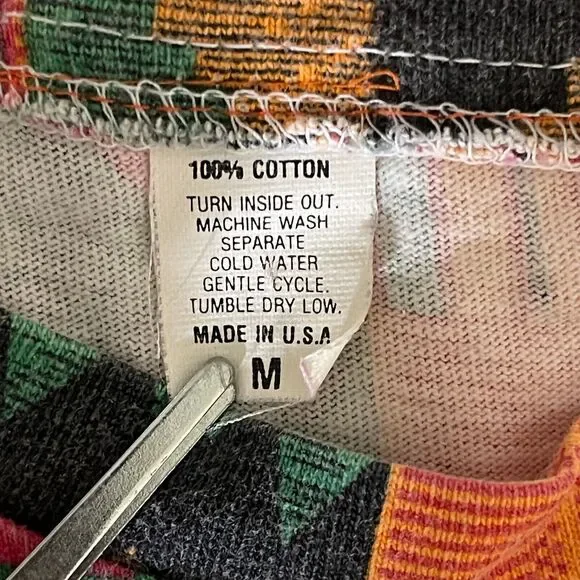 100% COTTON
TURN INSIDE OUT.
MACHINE WASH
SEPARATE
COLD WATER
GENTLE CYCLE.
TUMBLE DRY LOW.
MADE IN U.S.A
M